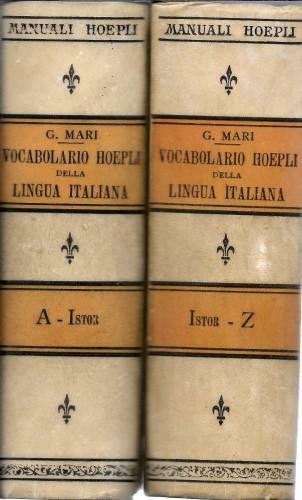 MANUALI HOEPLI
G. MARI
VOCABOLARIO HOEPLI
DELLA
LINGUA ITALIANA
A - ISTOR
MANUALI HOEPLI
G. MARI
VOCABOLARIO HOEPLI
DELLA
LINGUA ITALIANA
ISTOR - Z